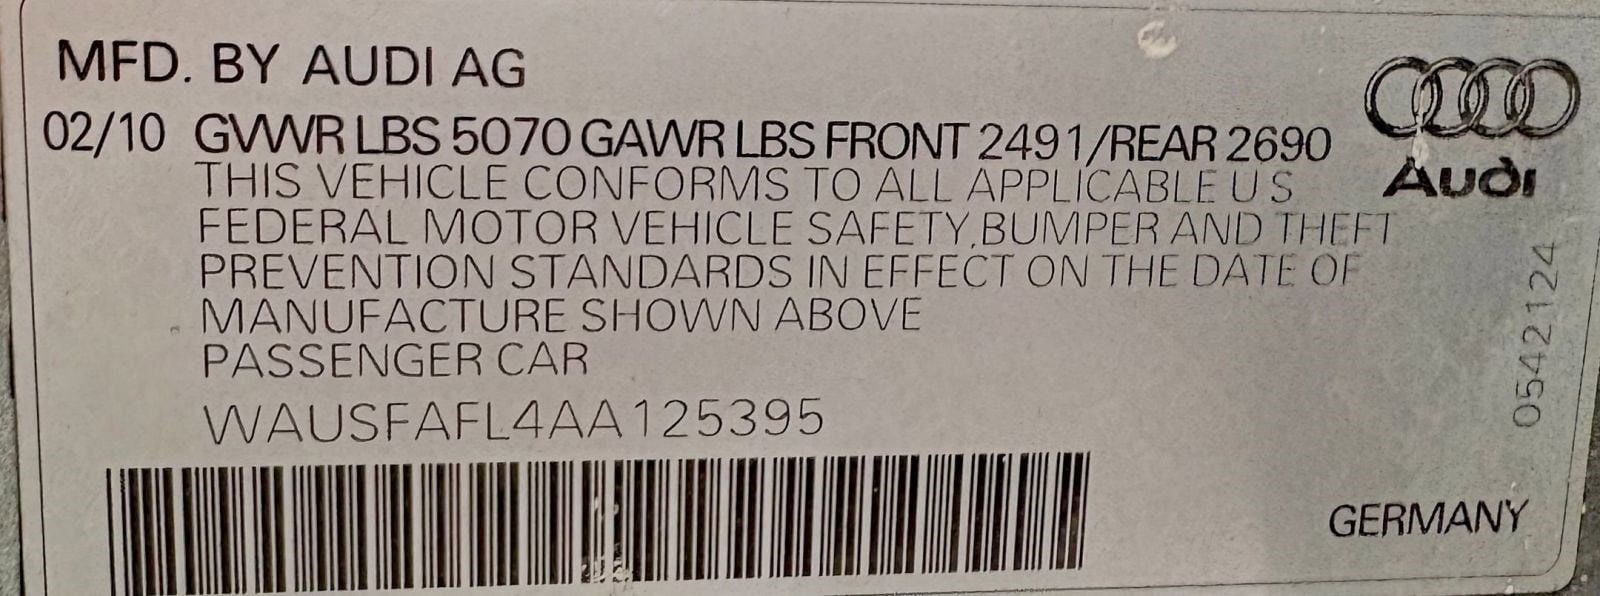 MFD. BY AUDI AG
02/10 GVWR LBS 5070 GAWR LBS FRONT 2491/REAR 2690
THIS VEHICLE CONFORMS TO ALL APPLICABLE U S
FEDERAL MOTOR VEHICLE SAFETY,BUMPER AND THEFT
PREVENTION STANDARDS IN EFFECT ON THE DATE OF
MANUFACTURE SHOWN ABOVE
PASSENGER CAR
WAUSFAFL4AA125395
Audi
05421124
GERMANY